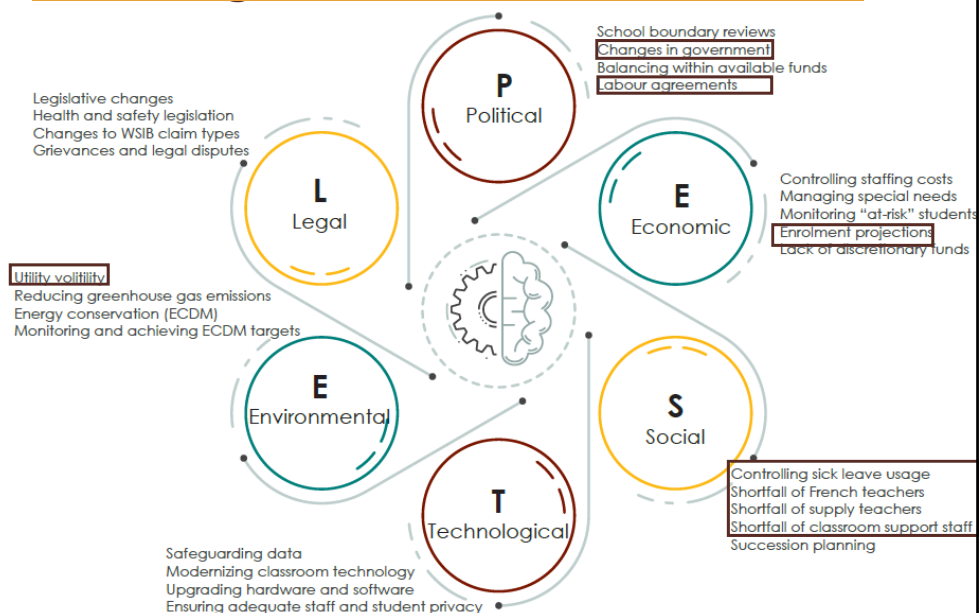 P
Political
School boundary reviews
Changes in government
Balancing within available funds
Labour agreements
E
Economic
Controlling staffing costs
Managing special needs
Monitoring “at-risk” students
Enrolment projections
Lack of discretionary funds
S
Social
Controlling sick leave usage
Shortfall of French teachers
Shortfall of supply teachers
Shortfall of classroom support staff
Succession planning
T
Technological
Safeguarding data
Modernizing classroom technology
Upgrading hardware and software
Ensuring adequate staff and student privacy
E
Environmental
Utility volitility
Reducing greenhouse gas emissions
Energy conservation (ECDM)
Monitoring and achieving ECDM targets
L
Legal
Legislative changes
Health and safety legislation
Changes to WSIB claim types
Grievances and legal disputes